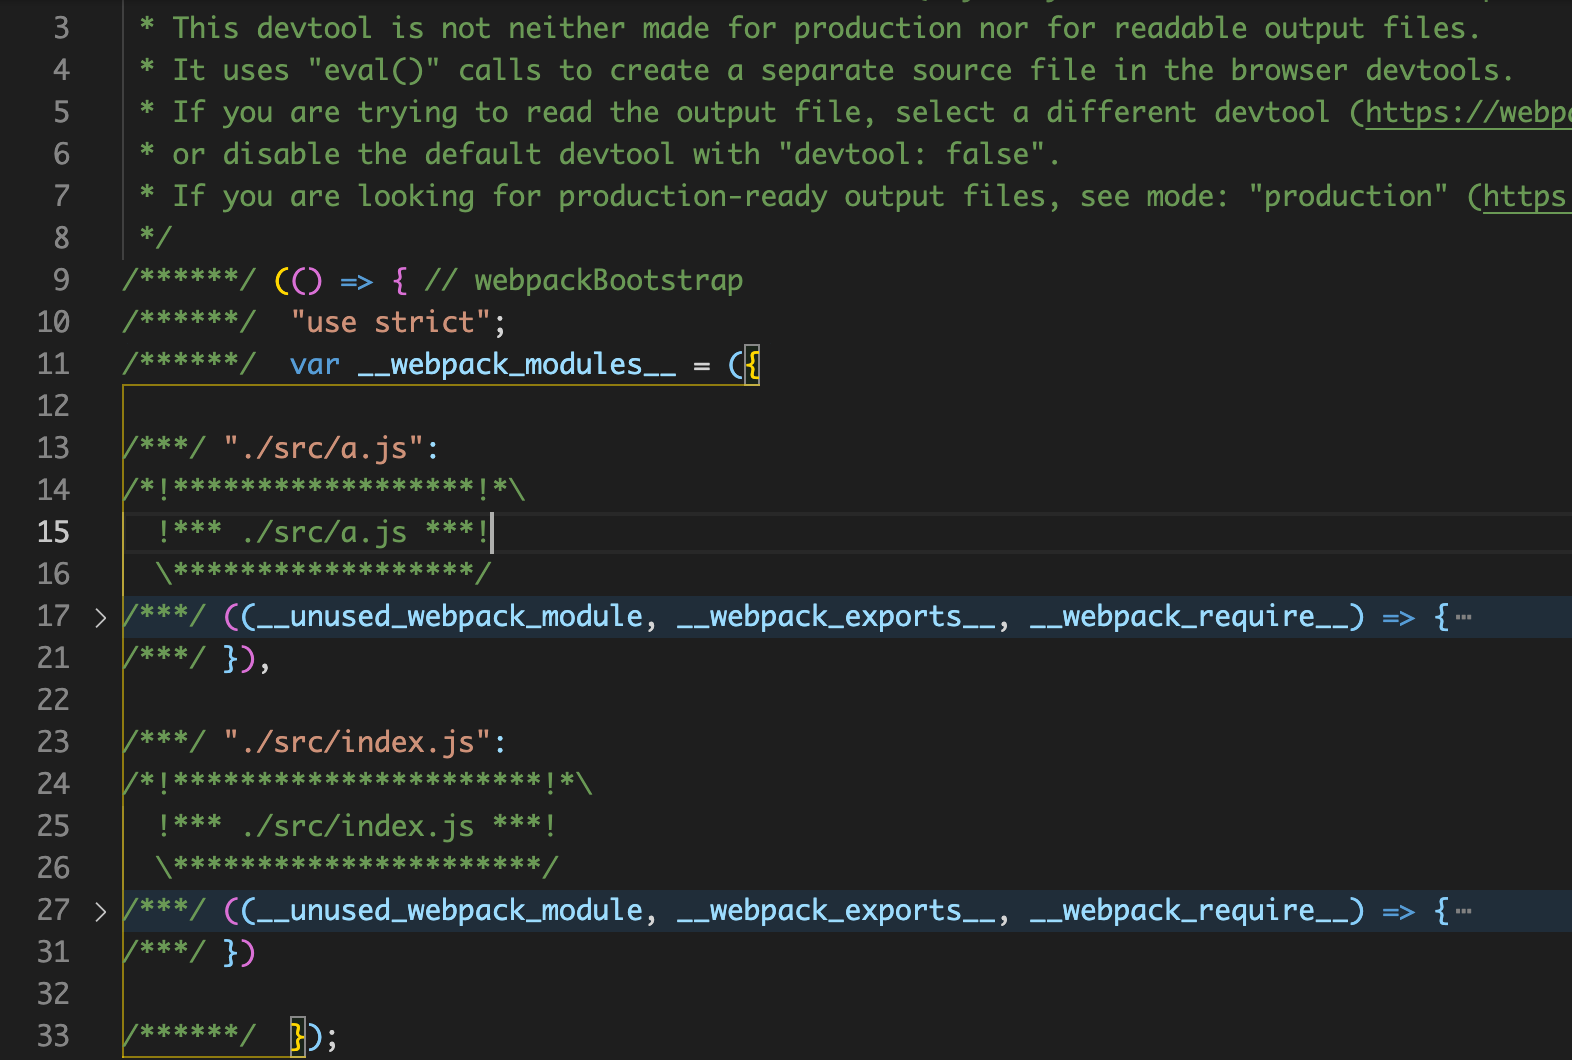 3 * This devtool is not neither made for production nor for readable output files.
4 * It uses "eval()" calls to create a separate source file in the browser devtools.
5 * If you are trying to read the output file, select a different devtool (https://webp
6 * or disable the default devtool with "devtool: false".
7 * If you are looking for production-ready output files, see mode: "production" (https
8 */
9 /******/ (() => { // webpackBootstrap
10 /******/ "use strict";
11 /******/ var __webpack_modules__ = ({
12
13 /***/ "./src/a.js":
14 /*!******************!*\
15 !*** ./src/a.js ***!
16 \******************/
17 /***/ ((__unused_webpack_module, __webpack_exports__, __webpack_require__) => {…
21 /***/ }),
22
23 /***/ "./src/index.js":
24 /*!**********************!*\
25 !*** ./src/index.js ***!
26 \**********************/
27 /***/ ((__unused_webpack_module, __webpack_exports__, __webpack_require__) => {…
31 /***/ })
32
33 /******/ });